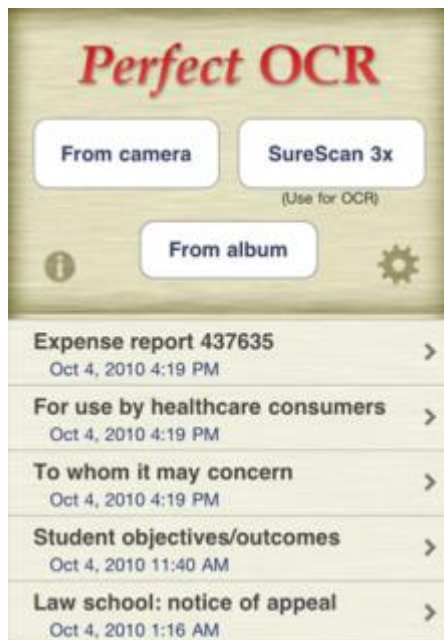 Perfect OCR
From camera
SureScan 3x
(Use for OCR)
From album
Expense report 437635
Oct 4, 2010 4:19 PM
For use by healthcare consumers
Oct 4, 2010 4:19 PM
To whom it may concern
Oct 4, 2010 4:19 PM
Student objectives/outcomes
Oct 4, 2010 11:40 AM
Law school: notice of appeal
Oct 4, 2010 1:16 AM